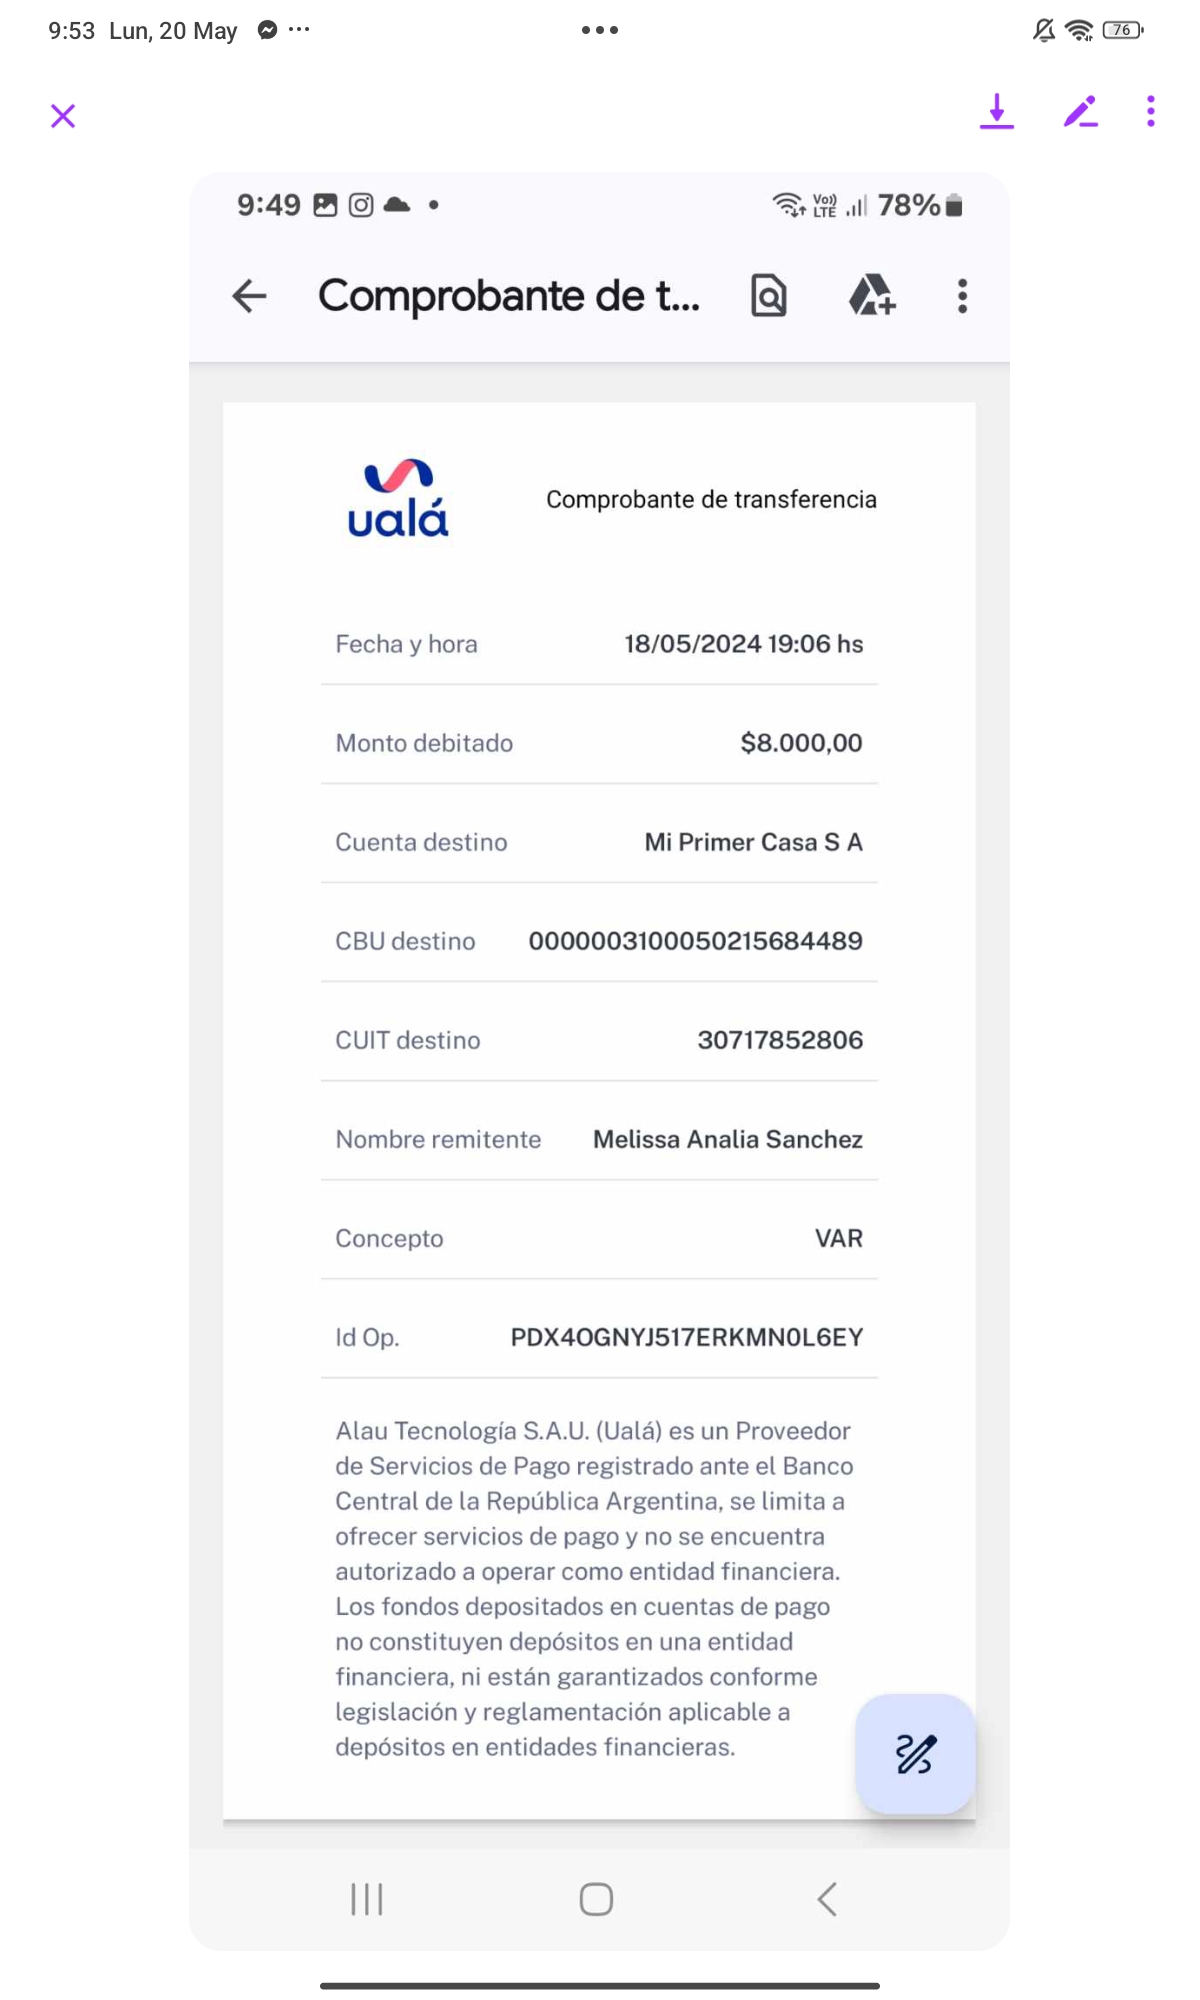 9:53 Lun, 20 May
76
9:49
Vo))
LTE
78%
Comprobante de t...
ualá
Comprobante de transferencia
Fecha y hora 18/05/2024 19:06 hs
Monto debitado $8.000,00
Cuenta destino Mi Primer Casa S A
CBU destino 0000003100050215684489
CUIT destino 30717852806
Nombre remitente Melissa Analia Sanchez
Concepto VAR
Id Op. PDX4OGNYJ517ERKMN0L6EY
Alau Tecnología S.A.U. (Ualá) es un Proveedor
de Servicios de Pago registrado ante el Banco
Central de la República Argentina, se limita a
ofrecer servicios de pago y no se encuentra
autorizado a operar como entidad financiera.
Los fondos depositados en cuentas de pago
no constituyen depósitos en una entidad
financiera, ni están garantizados conforme
legislación y reglamentación aplicable a
depósitos en entidades financieras.